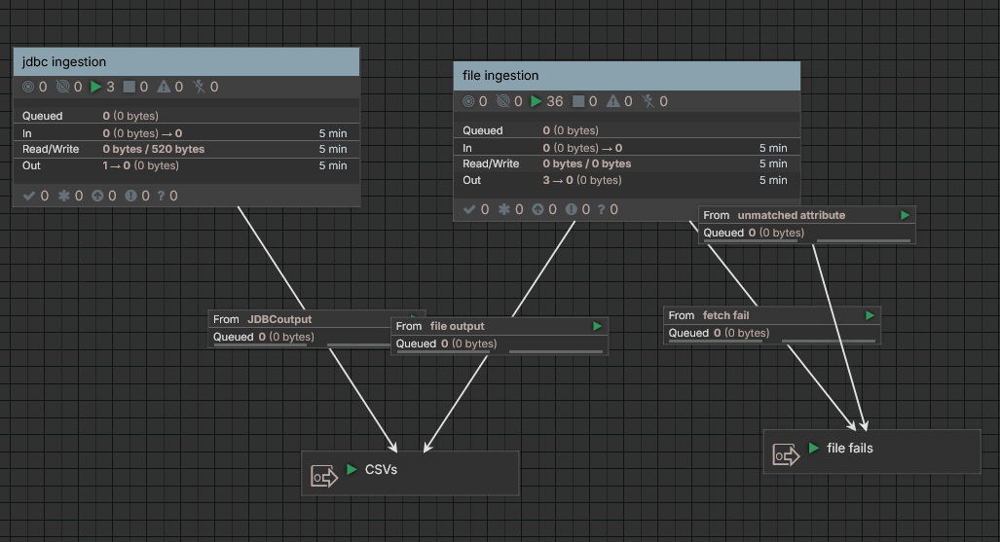 jdbc ingestion
0 0 3 0 0 0
Queued 0 (0 bytes)
In 0 (0 bytes) → 0 5 min
Read/Write 0 bytes / 520 bytes 5 min
Out 1 → 0 (0 bytes) 5 min
0 0 0 0 ? 0
file ingestion
0 0 36 0 0 0
Queued 0 (0 bytes)
In 0 (0 bytes) → 0 5 min
Read/Write 0 bytes / 0 bytes 5 min
Out 3 → 0 (0 bytes) 5 min
0 0 0 0 ? 0
From unmatched attribute
Queued 0 (0 bytes)
From JDBCoutput
Queued 0 (0 bytes)
From file output
Queued 0 (0 bytes)
From fetch fail
Queued 0 (0 bytes)
CSVs
file fails